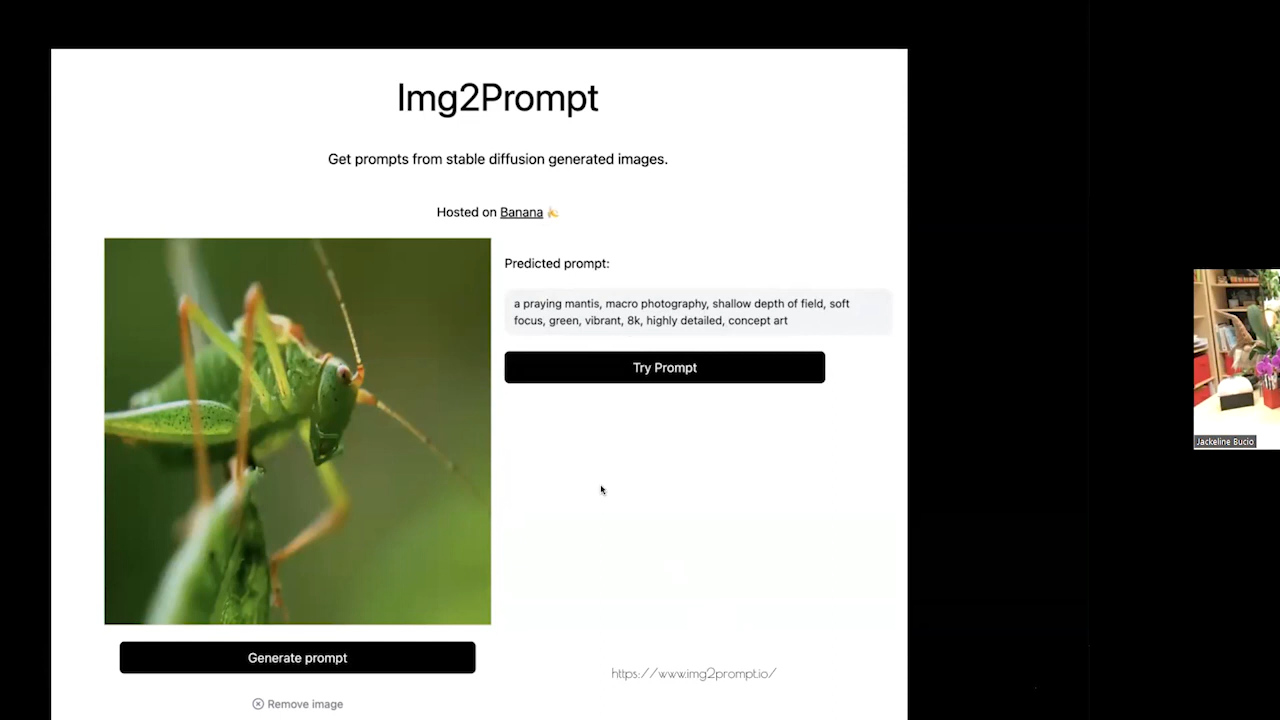 Img2Prompt
Get prompts from stable diffusion generated images.
Hosted on Banana 🍌
Predicted prompt:
a praying mantis, macro photography, shallow depth of field, soft
focus, green, vibrant, 8k, highly detailed, concept art
Try Prompt
Generate prompt
Remove image
https://www.img2prompt.io/
Jackeline Bucio